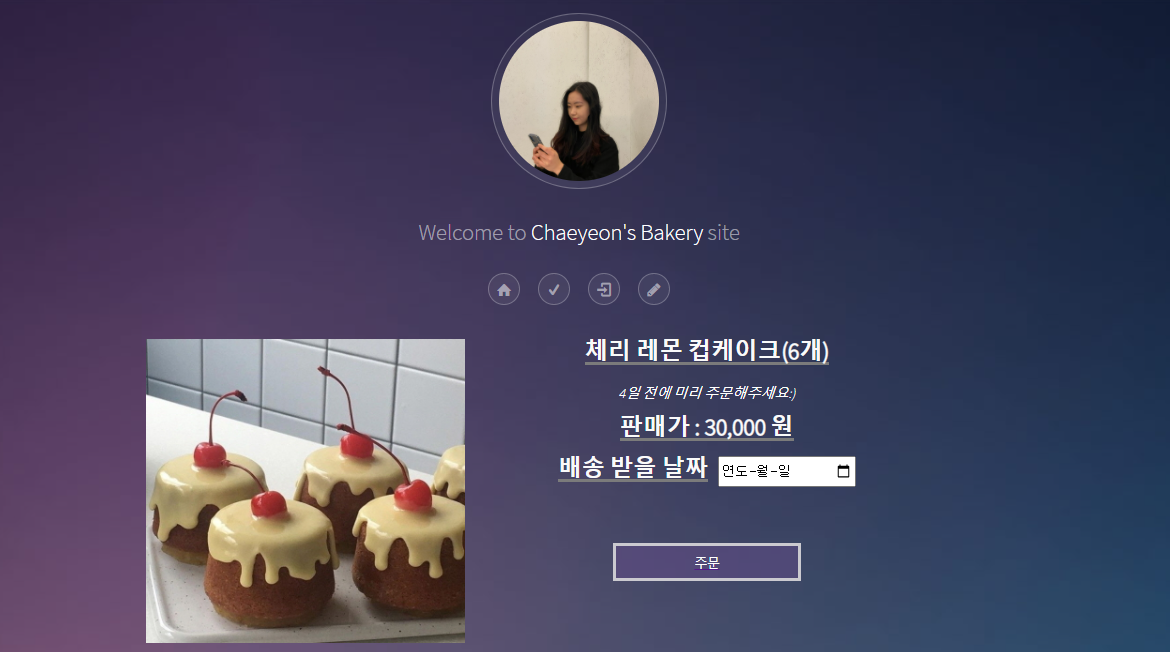 Welcome to Chaeyeon's Bakery site
체리 레몬 컵케이크(6개)
4일 전에 미리 주문해주세요:)
판매가 : 30,000 원
배송 받을 날짜 연도-월-일
주문